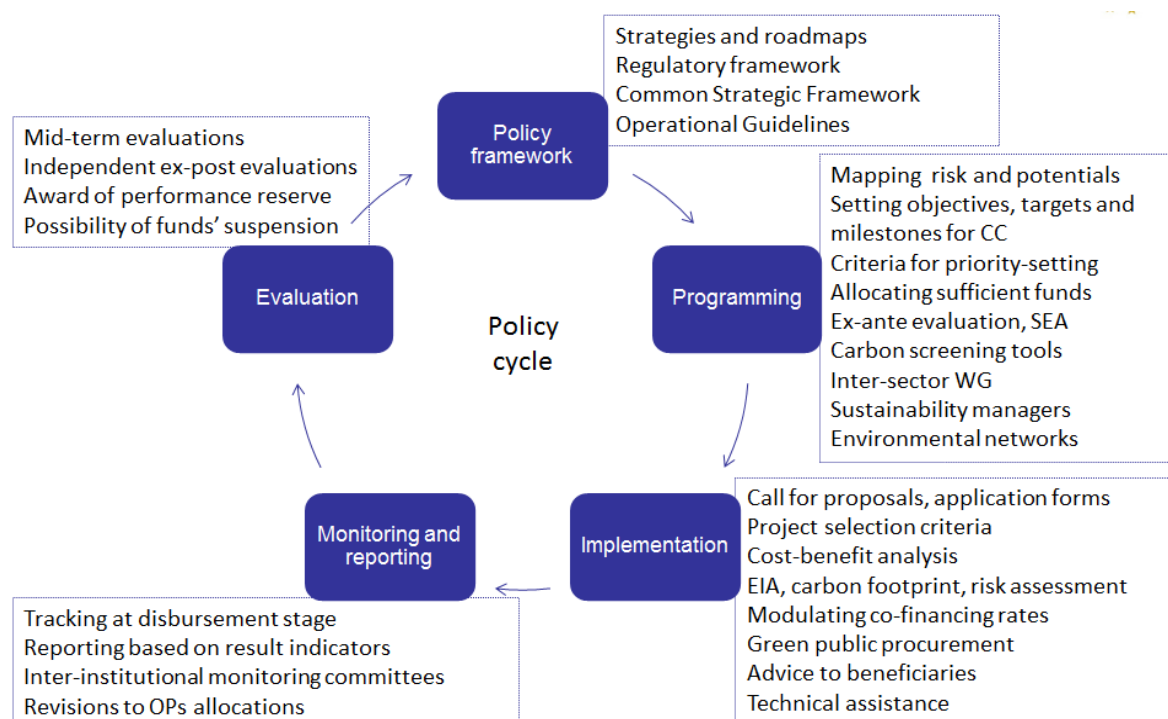 Strategies and roadmaps
Regulatory framework
Common Strategic Framework
Operational Guidelines
Policy
framework
Mid-term evaluations
Independent ex-post evaluations
Award of performance reserve
Possibility of funds’ suspension
Mapping risk and potentials
Setting objectives, targets and
milestones for CC
Criteria for priority-setting
Allocating sufficient funds
Ex-ante evaluation, SEA
Carbon screening tools
Inter-sector WG
Sustainability managers
Environmental networks
Evaluation
Programming
Policy
cycle
Call for proposals, application forms
Project selection criteria
Cost-benefit analysis
EIA, carbon footprint, risk assessment
Modulating co-financing rates
Green public procurement
Advice to beneficiaries
Technical assistance
Monitoring and
reporting
Implementation
Tracking at disbursement stage
Reporting based on result indicators
Inter-institutional monitoring committees
Revisions to OPs allocations